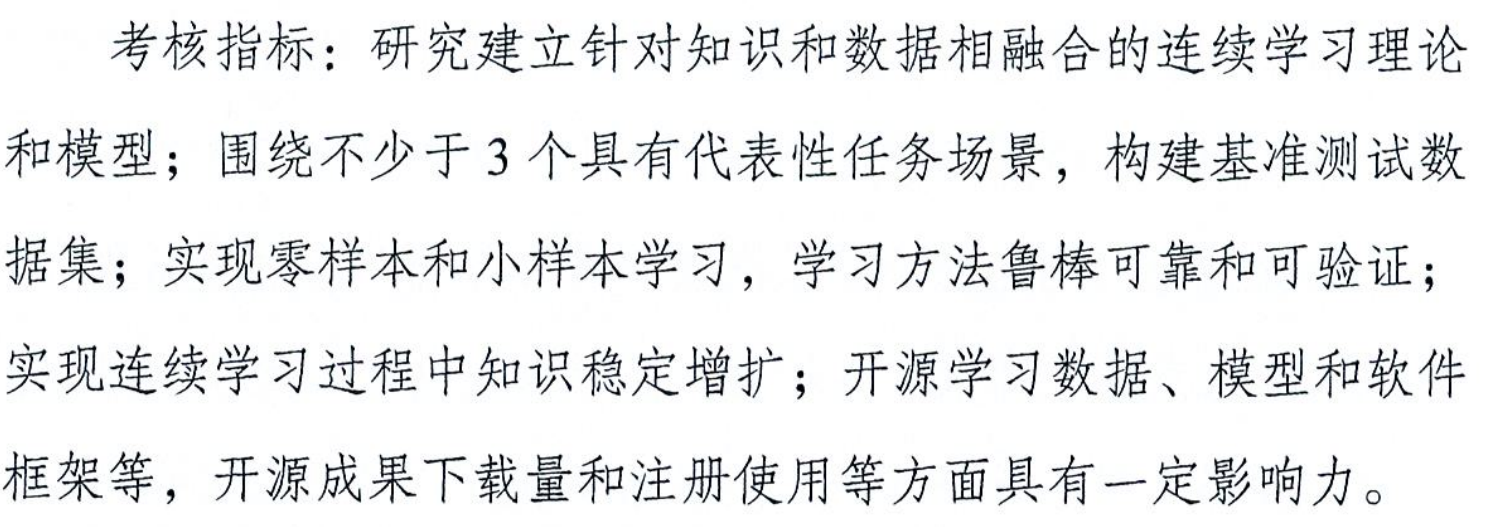 考核指标：研究建立针对知识和数据相融合的连续学习理论
和模型；围绕不少于 3 个具有代表性任务场景，构建基准测试数
据集；实现零样本和小样本学习，学习方法鲁棒可靠和可验证；
实现连续学习过程中知识稳定增扩；开源学习数据、模型和软件
框架等，开源成果下载量和注册使用等方面具有一定影响力。